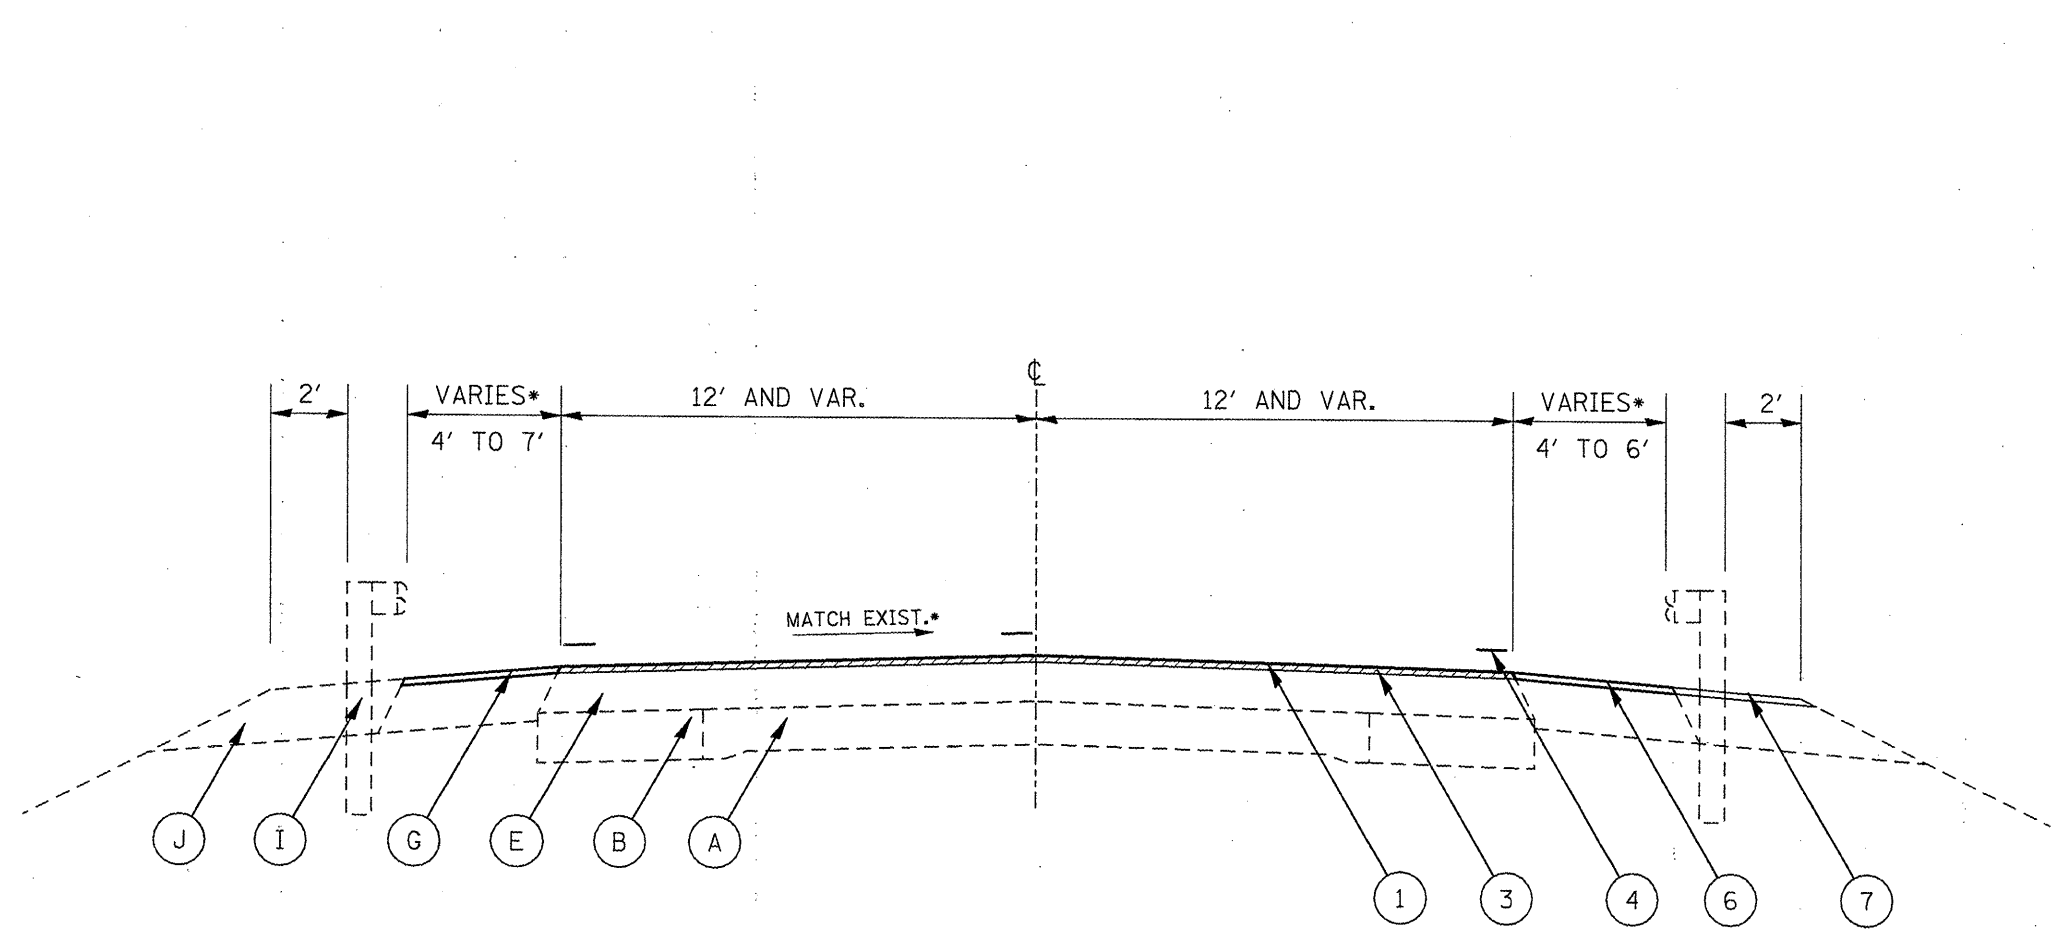 ℄
2'
VARIES*
4' TO 7'
12' AND VAR.
12' AND VAR.
VARIES*
4' TO 6'
2'
MATCH EXIST.*
J
I
G
E
B
A
1
3
4
6
7